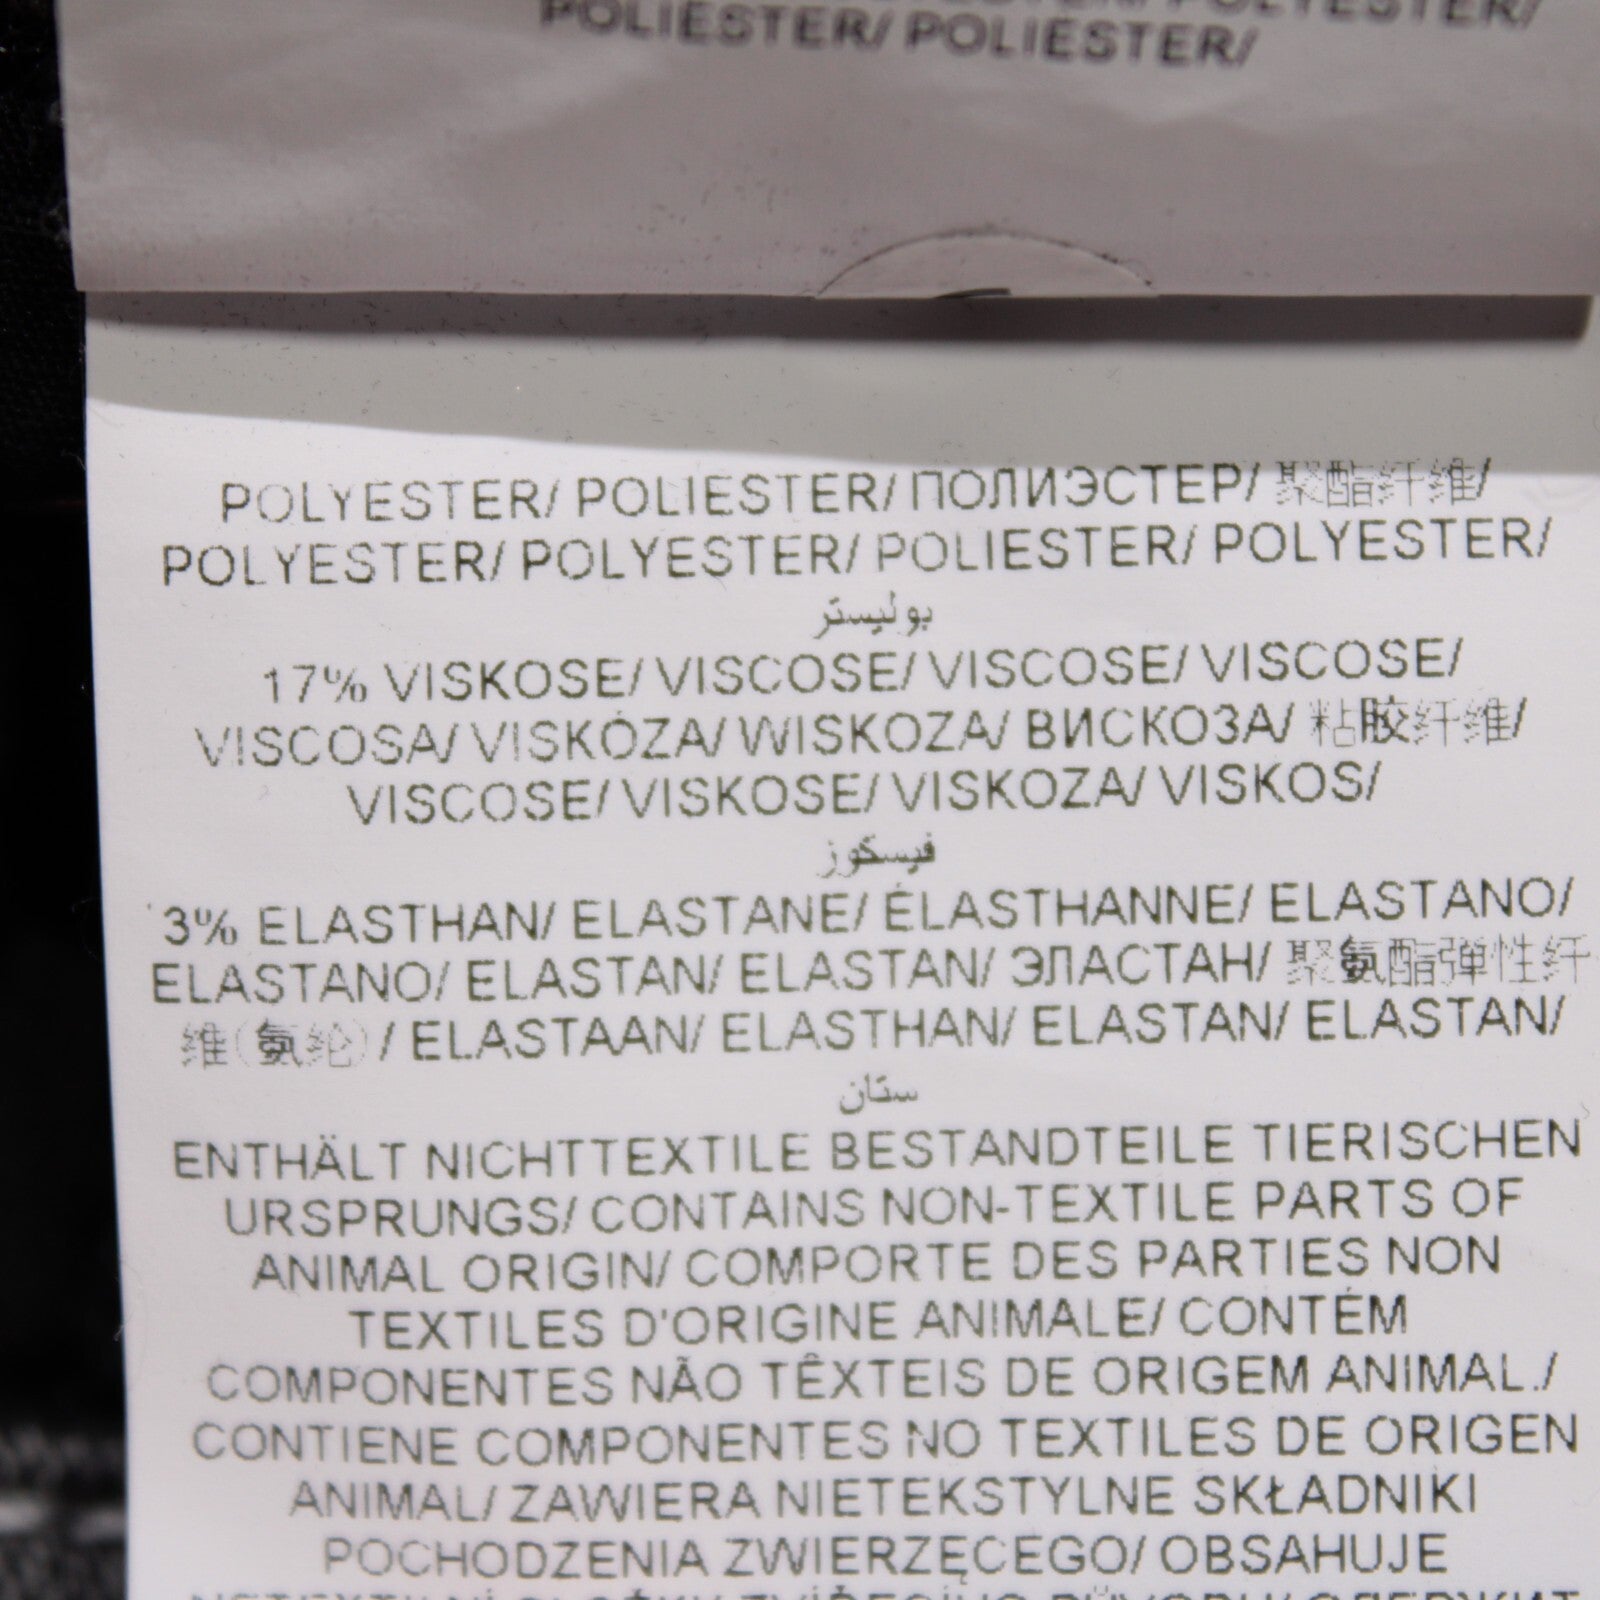 POLYESTER/
POLIESTER/ POLIESTER/
POLYESTER/ POLIESTER/ ПОЛИЭСТЕР/ 聚酯纤维/
POLYESTER/ POLYESTER/ POLIESTER/ POLYESTER/
بوليستر
17% VISKOSE/ VISCOSE/ VISCOSE/ VISCOSE/
VISCOSA/ VISKÓZA/ WISKOZA/ ВИСКОЗА/ 粘胶纤维/
VISCOSE/ VISKOSE/ VISKOZA/ VISKOS/
فيسكوز
3% ELASTHAN/ ELASTANE/ ÉLASTHANNE/ ELASTANO/
ELASTANO/ ELASTAN/ ELASTAN/ ЭЛАСТАН/ 聚氨酯弹性纤
维(氨纶)/ ELASTAAN/ ELASTHAN/ ELASTAN/ ELASTAN/
ستان
ENTHÄLT NICHTTEXTILE BESTANDTEILE TIERISCHEN
URSPRUNGS/ CONTAINS NON-TEXTILE PARTS OF
ANIMAL ORIGIN/ COMPORTE DES PARTIES NON
TEXTILES D'ORIGINE ANIMALE/ CONTÉM
COMPONENTES NÃO TÊXTEIS DE ORIGEM ANIMAL./
CONTIENE COMPONENTES NO TEXTILES DE ORIGEN
ANIMAL/ ZAWIERA NIETEKSTYLNE SKŁADNIKI
POCHODZENIA ZWIERZĘCEGO/ OBSAHUJE